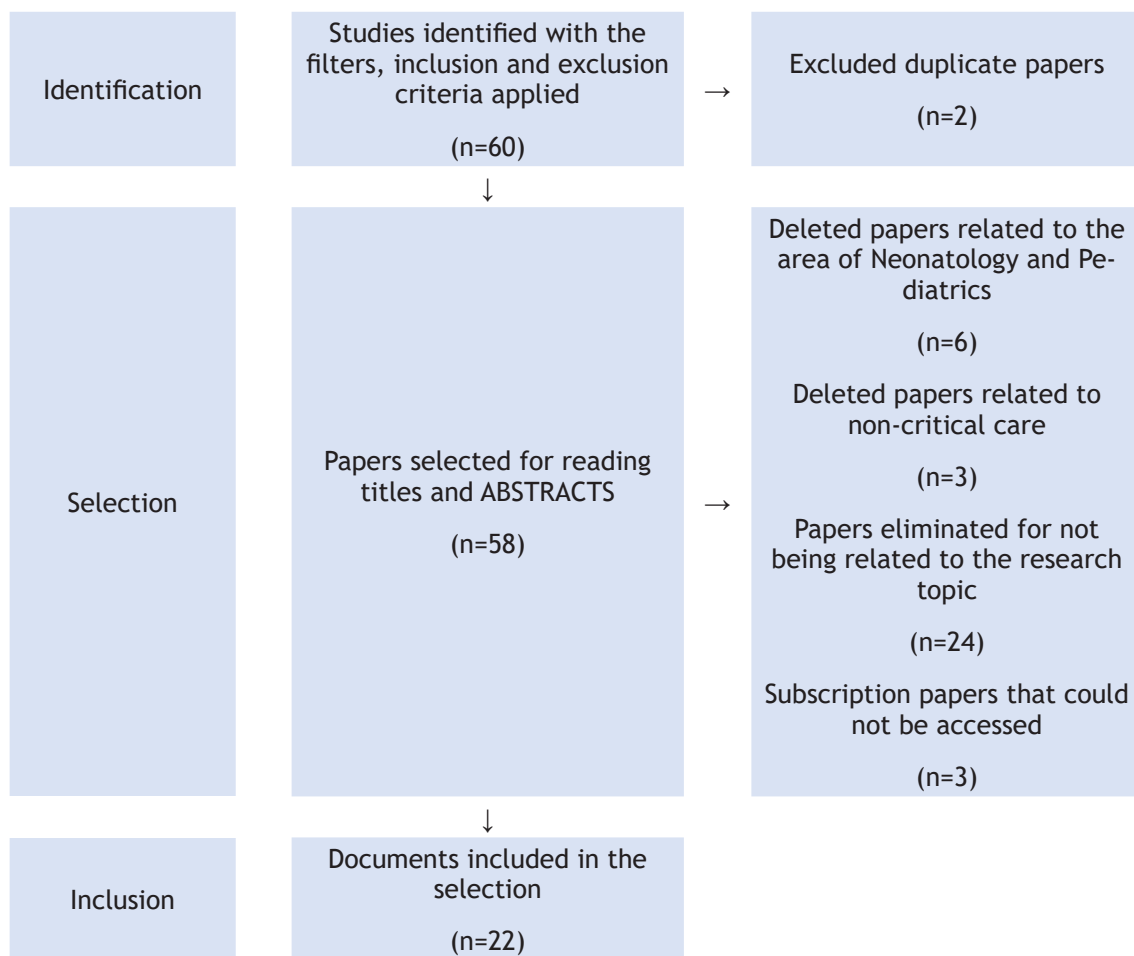 Identification
Studies identified with the
filters, inclusion and exclusion
criteria applied
(n=60)
→
Excluded duplicate papers
(n=2)
↓
Selection
Papers selected for reading
titles and ABSTRACTS
(n=58)
→
Deleted papers related to the
area of Neonatology and Pe-
diatrics
(n=6)
Deleted papers related to
non-critical care
(n=3)
Papers eliminated for not
being related to the research
topic
(n=24)
Subscription papers that could
not be accessed
(n=3)
↓
Inclusion
Documents included in the
selection
(n=22)